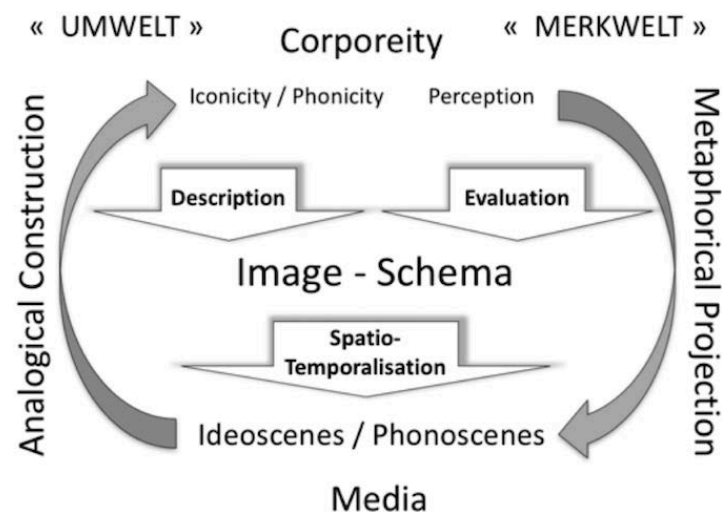 « UMWELT »
« MERKWELT »
Corporeity
Iconicity / Phonicity
Perception
Analogical Construction
Metaphorical Projection
Description
Evaluation
Image - Schema
Spatio-
Temporalisation
Ideoscenes / Phonoscenes
Media